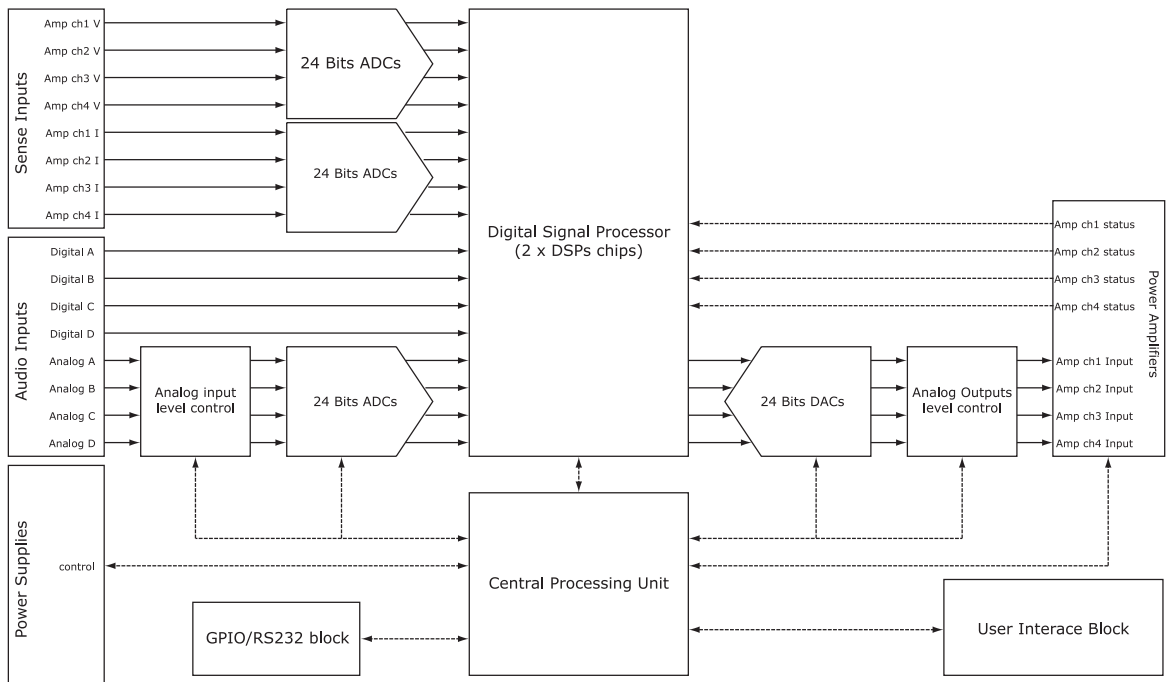 Sense Inputs
Amp ch1 V
Amp ch2 V
Amp ch3 V
Amp ch4 V
Amp ch1 I
Amp ch2 I
Amp ch3 I
Amp ch4 I
24 Bits ADCs
24 Bits ADCs
Audio Inputs
Digital A
Digital B
Digital C
Digital D
Analog A
Analog B
Analog C
Analog D
Analog input
level control
24 Bits ADCs
Digital Signal Processor
(2 x DSPs chips)
24 Bits DACs
Analog Outputs
level control
Amp ch1 status
Amp ch2 status
Amp ch3 status
Amp ch4 status
Amp ch1 Input
Amp ch2 Input
Amp ch3 Input
Amp ch4 Input
Power Amplifiers
Power Supplies
control
Central Processing Unit
GPIO/RS232 block
User Interace Block